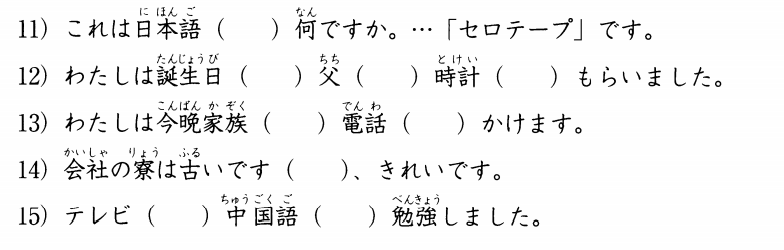 11) これは日本語（　　）何ですか。…「セロテープ」です。
12) わたしは誕生日（　　）父（　　）時計（　　）もらいました。
13) わたしは今晩家族（　　）電話（　　）かけます。
14) 会社の寮は古いです（　　）、きれいです。
15) テレビ（　　）中国語（　　）勉強しました。